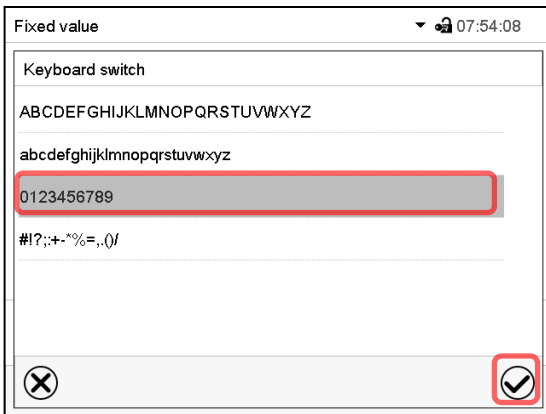 Fixed value 07:54:08
Keyboard switch
ABCDEFGHIJKLMNOPQRSTUVWXYZ
abcdefghijklmnopqrstuvwxyz
0123456789
#!?;:+-*%=,.()/